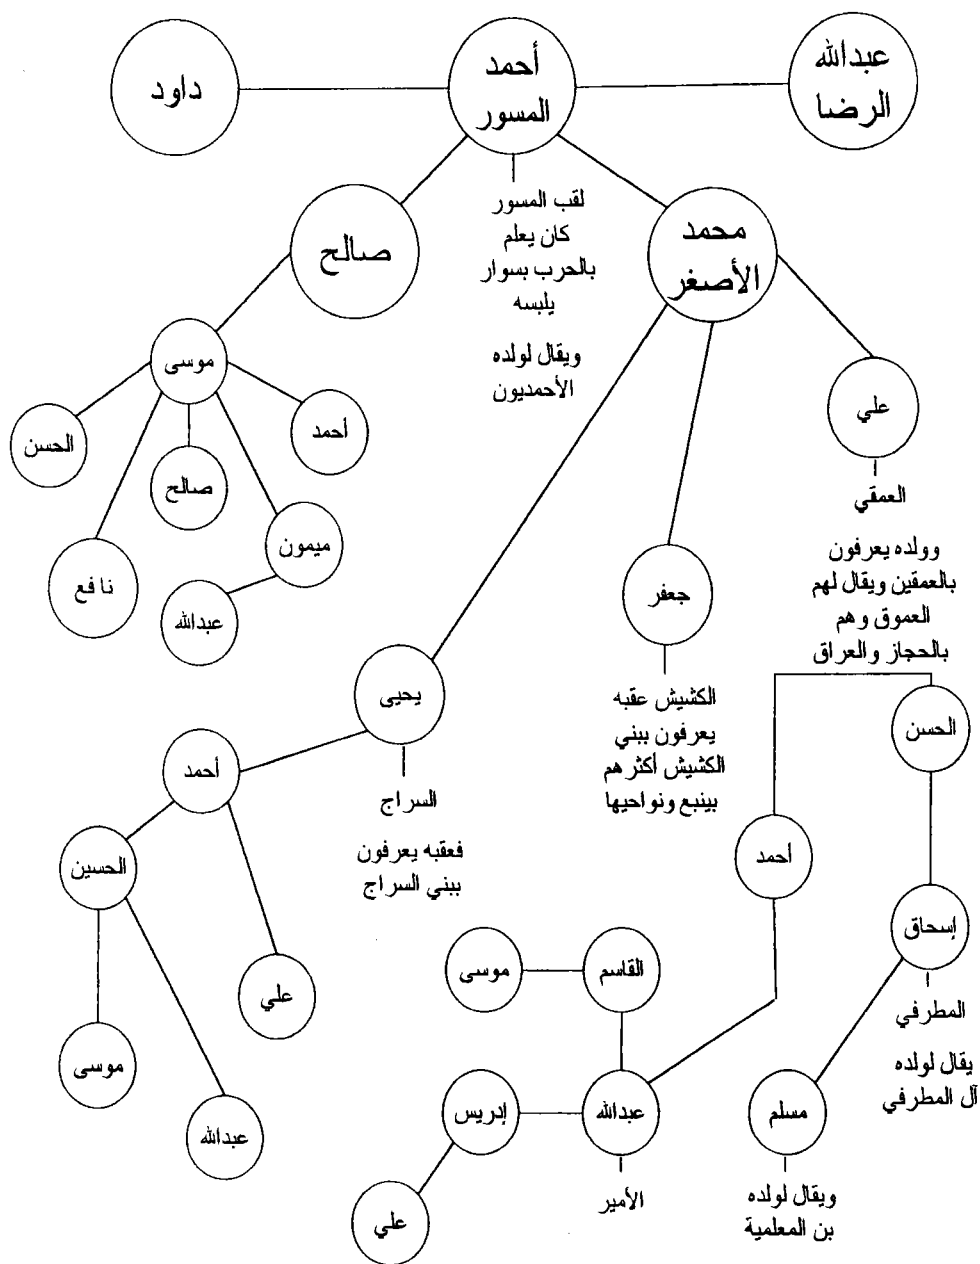 عبدالله
الرضا
أحمد
المسور
داود
لقب المسور
كان يعلم
بالحرب بسوار
يلبسه
ويقال لولده
الأحمديون
محمد
الأصغر
صالح
موسى
أحمد
صالح
الحسن
ميمون
نافع
عبدالله
علي
العمقي
وولده يعرفون
بالعمقين ويقال لهم
العموق وهم
بالحجاز والعراق
جعفر
الكشيش عقبه
يعرفون ببني
الكشيش أكثرهم
بينبع ونواحيها
يحيى
السراج
فعقبه يعرفون
ببني السراج
أحمد
الحسين
علي
موسى
عبدالله
الحسن
أحمد
إسحاق
المطرفي
يقال لولده
آل المطرفي
القاسم
موسى
مسلم
ويقال لولده
بن المعلمية
عبدالله
الأمير
إدريس
علي